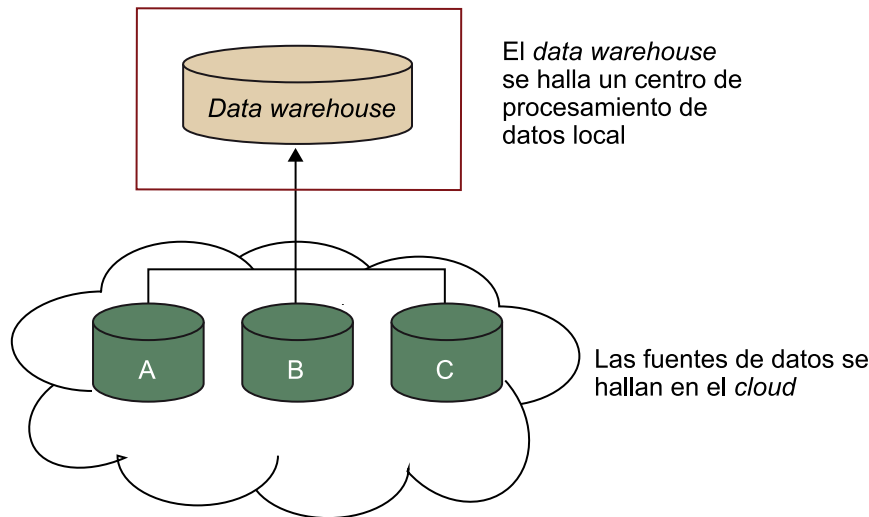 Data warehouse
El data warehouse
se halla un centro de
procesamiento de
datos local
A
B
C
Las fuentes de datos se
hallan en el cloud